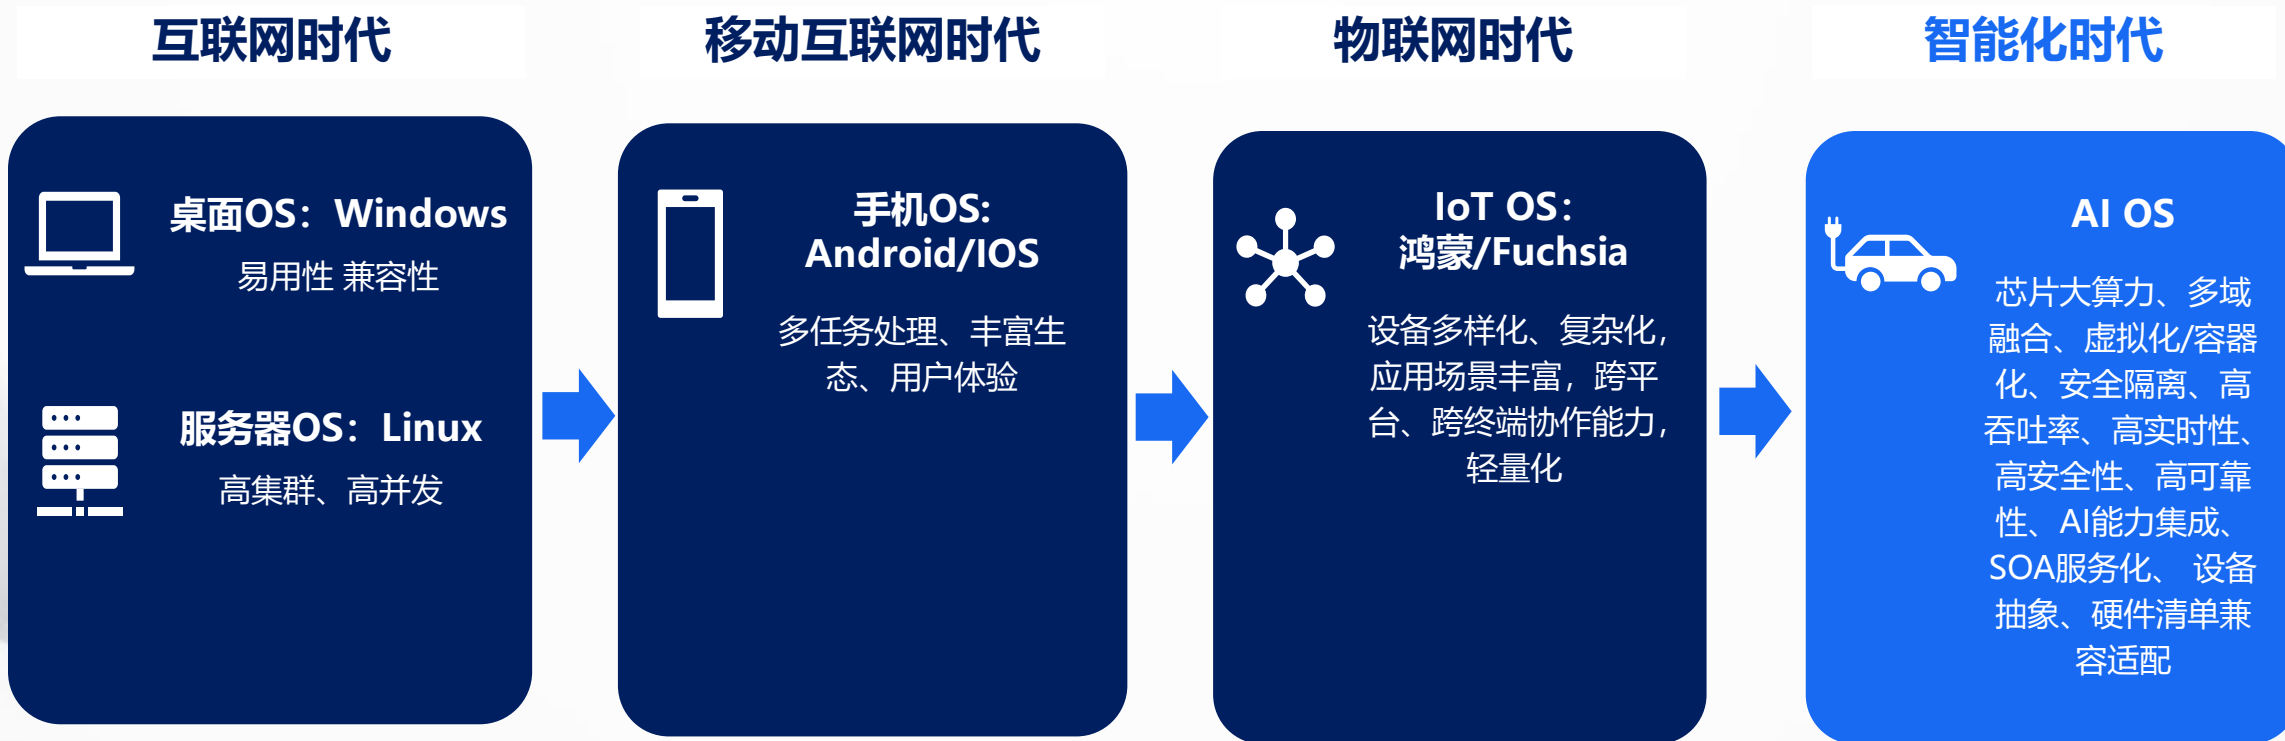 互联网时代
桌面OS：Windows
易用性 兼容性
服务器OS：Linux
高集群、高并发
移动互联网时代
手机OS:
Android/IOS
多任务处理、丰富生
态、用户体验
物联网时代
IoT OS：
鸿蒙/Fuchsia
设备多样化、复杂化，
应用场景丰富，跨平
台、跨终端协作能力，
轻量化
智能化时代
AI OS
芯片大算力、多域
融合、虚拟化/容器
化、安全隔离、高
吞吐率、高实时性、
高安全性、高可靠
性、AI能力集成、
SOA服务化、 设备
抽象、硬件清单兼
容适配